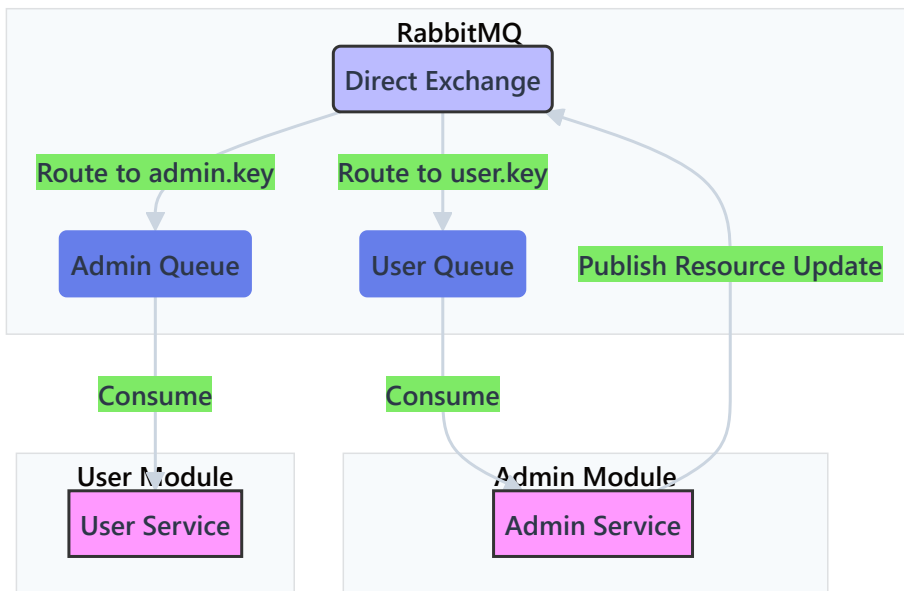 RabbitMQ
Direct Exchange
Route to admin.key
Route to user.key
Admin Queue
User Queue
Publish Resource Update
Consume
Consume
User Module
Admin Module
User Service
Admin Service